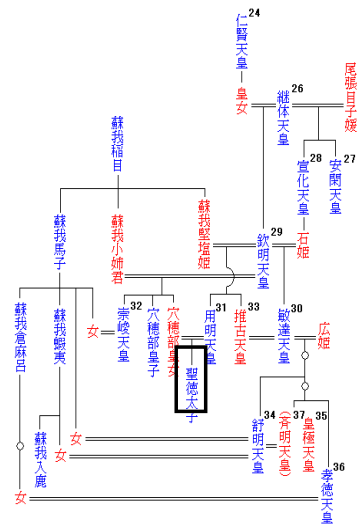 24
仁賢天皇
皇女
26
継体天皇
尾張目子媛
27
安閑天皇
28
宣化天皇
石姫
蘇我稲目
蘇我馬子
蘇我小姉君
蘇我堅塩姫
29
欽明天皇
32
崇峻天皇
穴穂部皇子
穴穂部皇女
31
用明天皇
33
推古天皇
30
敏達天皇
広姫
聖徳太子
蘇我倉麻呂
蘇我蝦夷
女
女
蘇我入鹿
女
女
34
舒明天皇
37
(斉明天皇)
35
皇極天皇
36
孝徳天皇